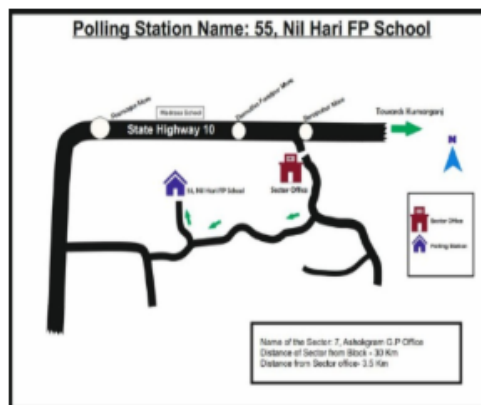 Polling Station Name: 55, Nil Hari FP School
Madrasa School
State Highway 10
Towards Kumarganj
N
55, Nil Hari FP School
Sector Office
Sector Office
Polling Station
Name of the Sector: 7, Ashokgram G.P Office
Distance of Sector from Block - 30 Km
Distance from Sector office- 3.5 Km